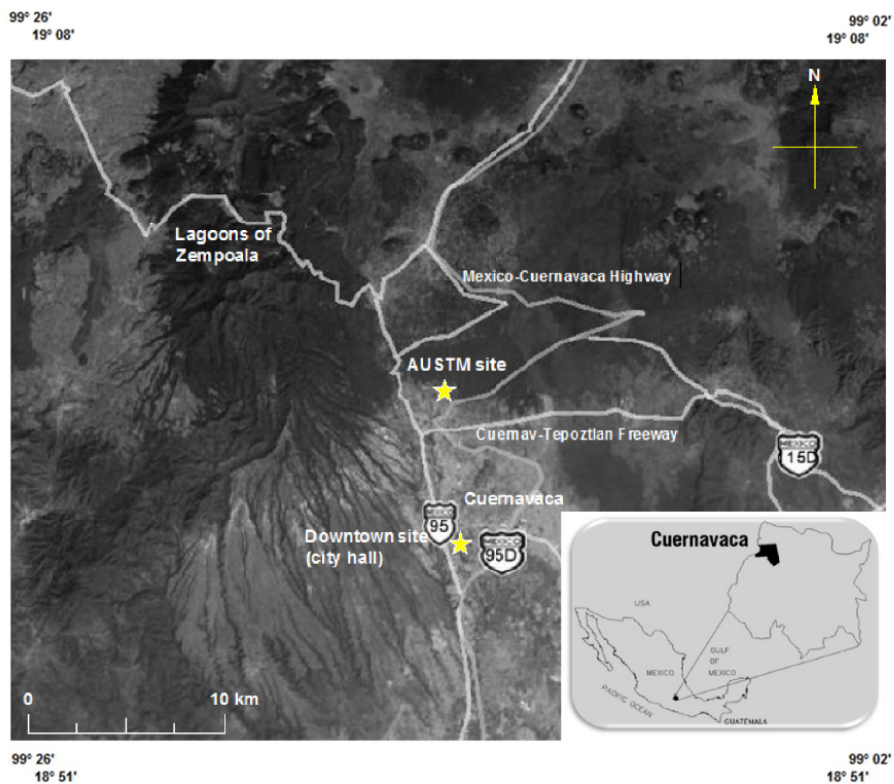 99° 26'
19° 08'
99° 02'
19° 08'
N
Lagoons of
Zempoala
Mexico-Cuernavaca Highway
AUSTM site
Cuernav-Tepoztlan Freeway
MEXICO
15D
Cuernavaca
MEXICO
95
Downtown site
(city hall)
MEXICO
95D
Cuernavaca
USA
GULF
OF
MEXICO
MEXICO
PACIFIC OCEAN
GUATEMALA
0
10 km
99° 26'
18° 51'
99° 02'
18° 51'